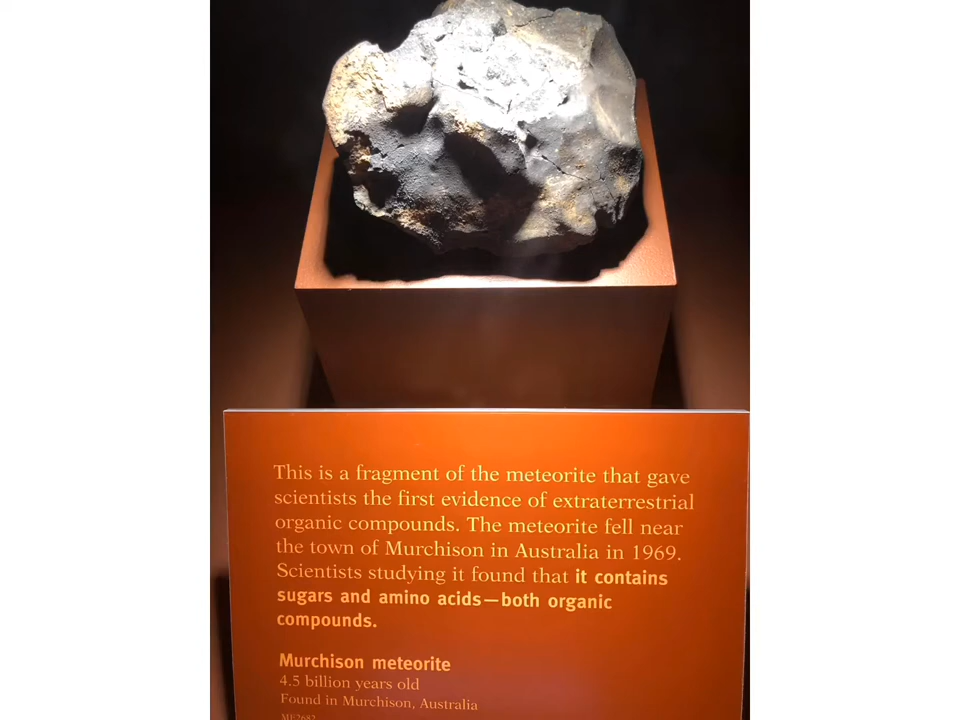 This is a fragment of the meteorite that gave
scientists the first evidence of extraterrestrial
organic compounds. The meteorite fell near
the town of Murchison in Australia in 1969.
Scientists studying it found that it contains
sugars and amino acids—both organic
compounds.
Murchison meteorite
4.5 billion years old
Found in Murchison, Australia